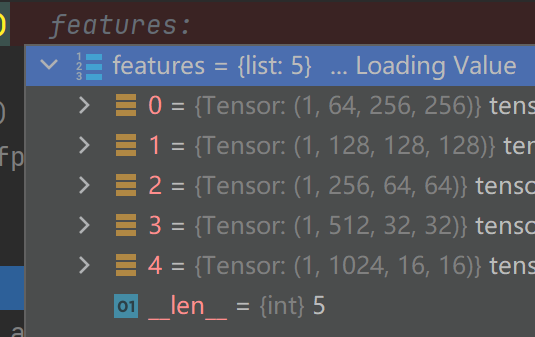 features:
features = {list: 5} ... Loading Value
0 = {Tensor: (1, 64, 256, 256)} tens
1 = {Tensor: (1, 128, 128, 128)} ten
2 = {Tensor: (1, 256, 64, 64)} tenso
3 = {Tensor: (1, 512, 32, 32)} tenso
fp
4 = {Tensor: (1, 1024, 16, 16)} tens
01 __len__ = {int} 5
a